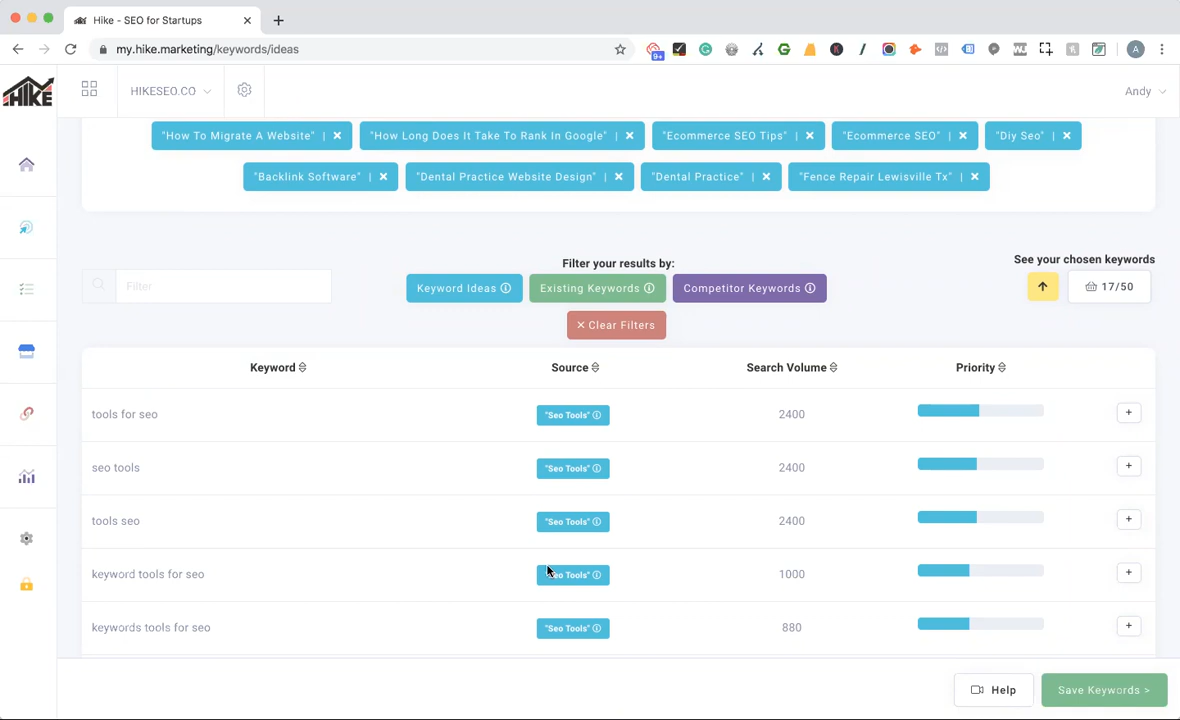 Hike - SEO for Startups
my.hike.marketing/keywords/ideas
9+
A
HIKE
HIKESEO.CO
Andy
"How To Migrate A Website" | ×
"How Long Does It Take To Rank In Google" | ×
"Ecommerce SEO Tips" | ×
"Ecommerce SEO" | ×
"Diy Seo" | ×
"Backlink Software" | ×
"Dental Practice Website Design" | ×
"Dental Practice" | ×
"Fence Repair Lewisville Tx" | ×
Filter your results by:
See your chosen keywords
Filter
Keyword Ideas
Existing Keywords
Competitor Keywords
17/50
× Clear Filters
Keyword
Source
Search Volume
Priority
tools for seo
"Seo Tools"
2400
+
seo tools
"Seo Tools"
2400
+
tools seo
"Seo Tools"
2400
+
keyword tools for seo
"Seo Tools"
1000
+
keywords tools for seo
"Seo Tools"
880
+
Help
Save Keywords >